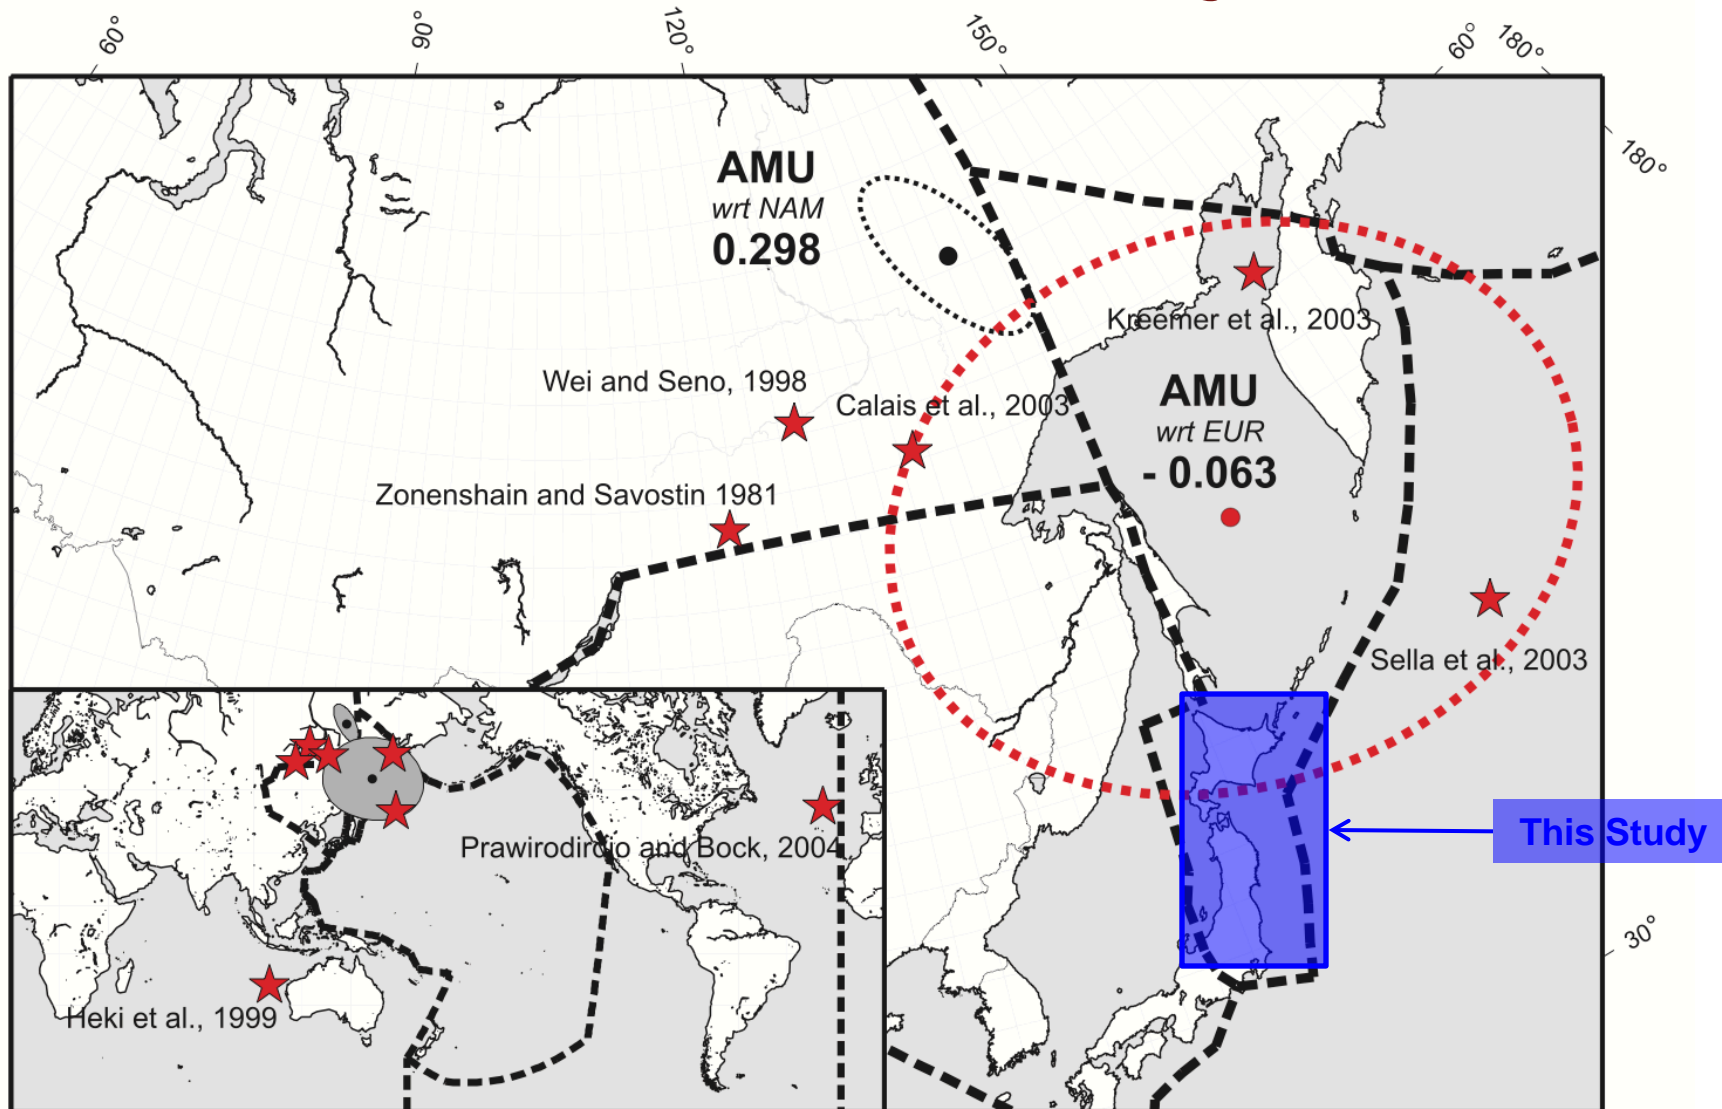 60°
90°
120°
150°
60°
180°
180°
AMU
wrt NAM
0.298
Kreemer et al., 2003
Wei and Seno, 1998
Calais et al., 2003
AMU
wrt EUR
- 0.063
Zonenshain and Savostin 1981
Sella et al., 2003
This Study
Prawirodirdjo and Bock, 2004
30°
Heki et al., 1999